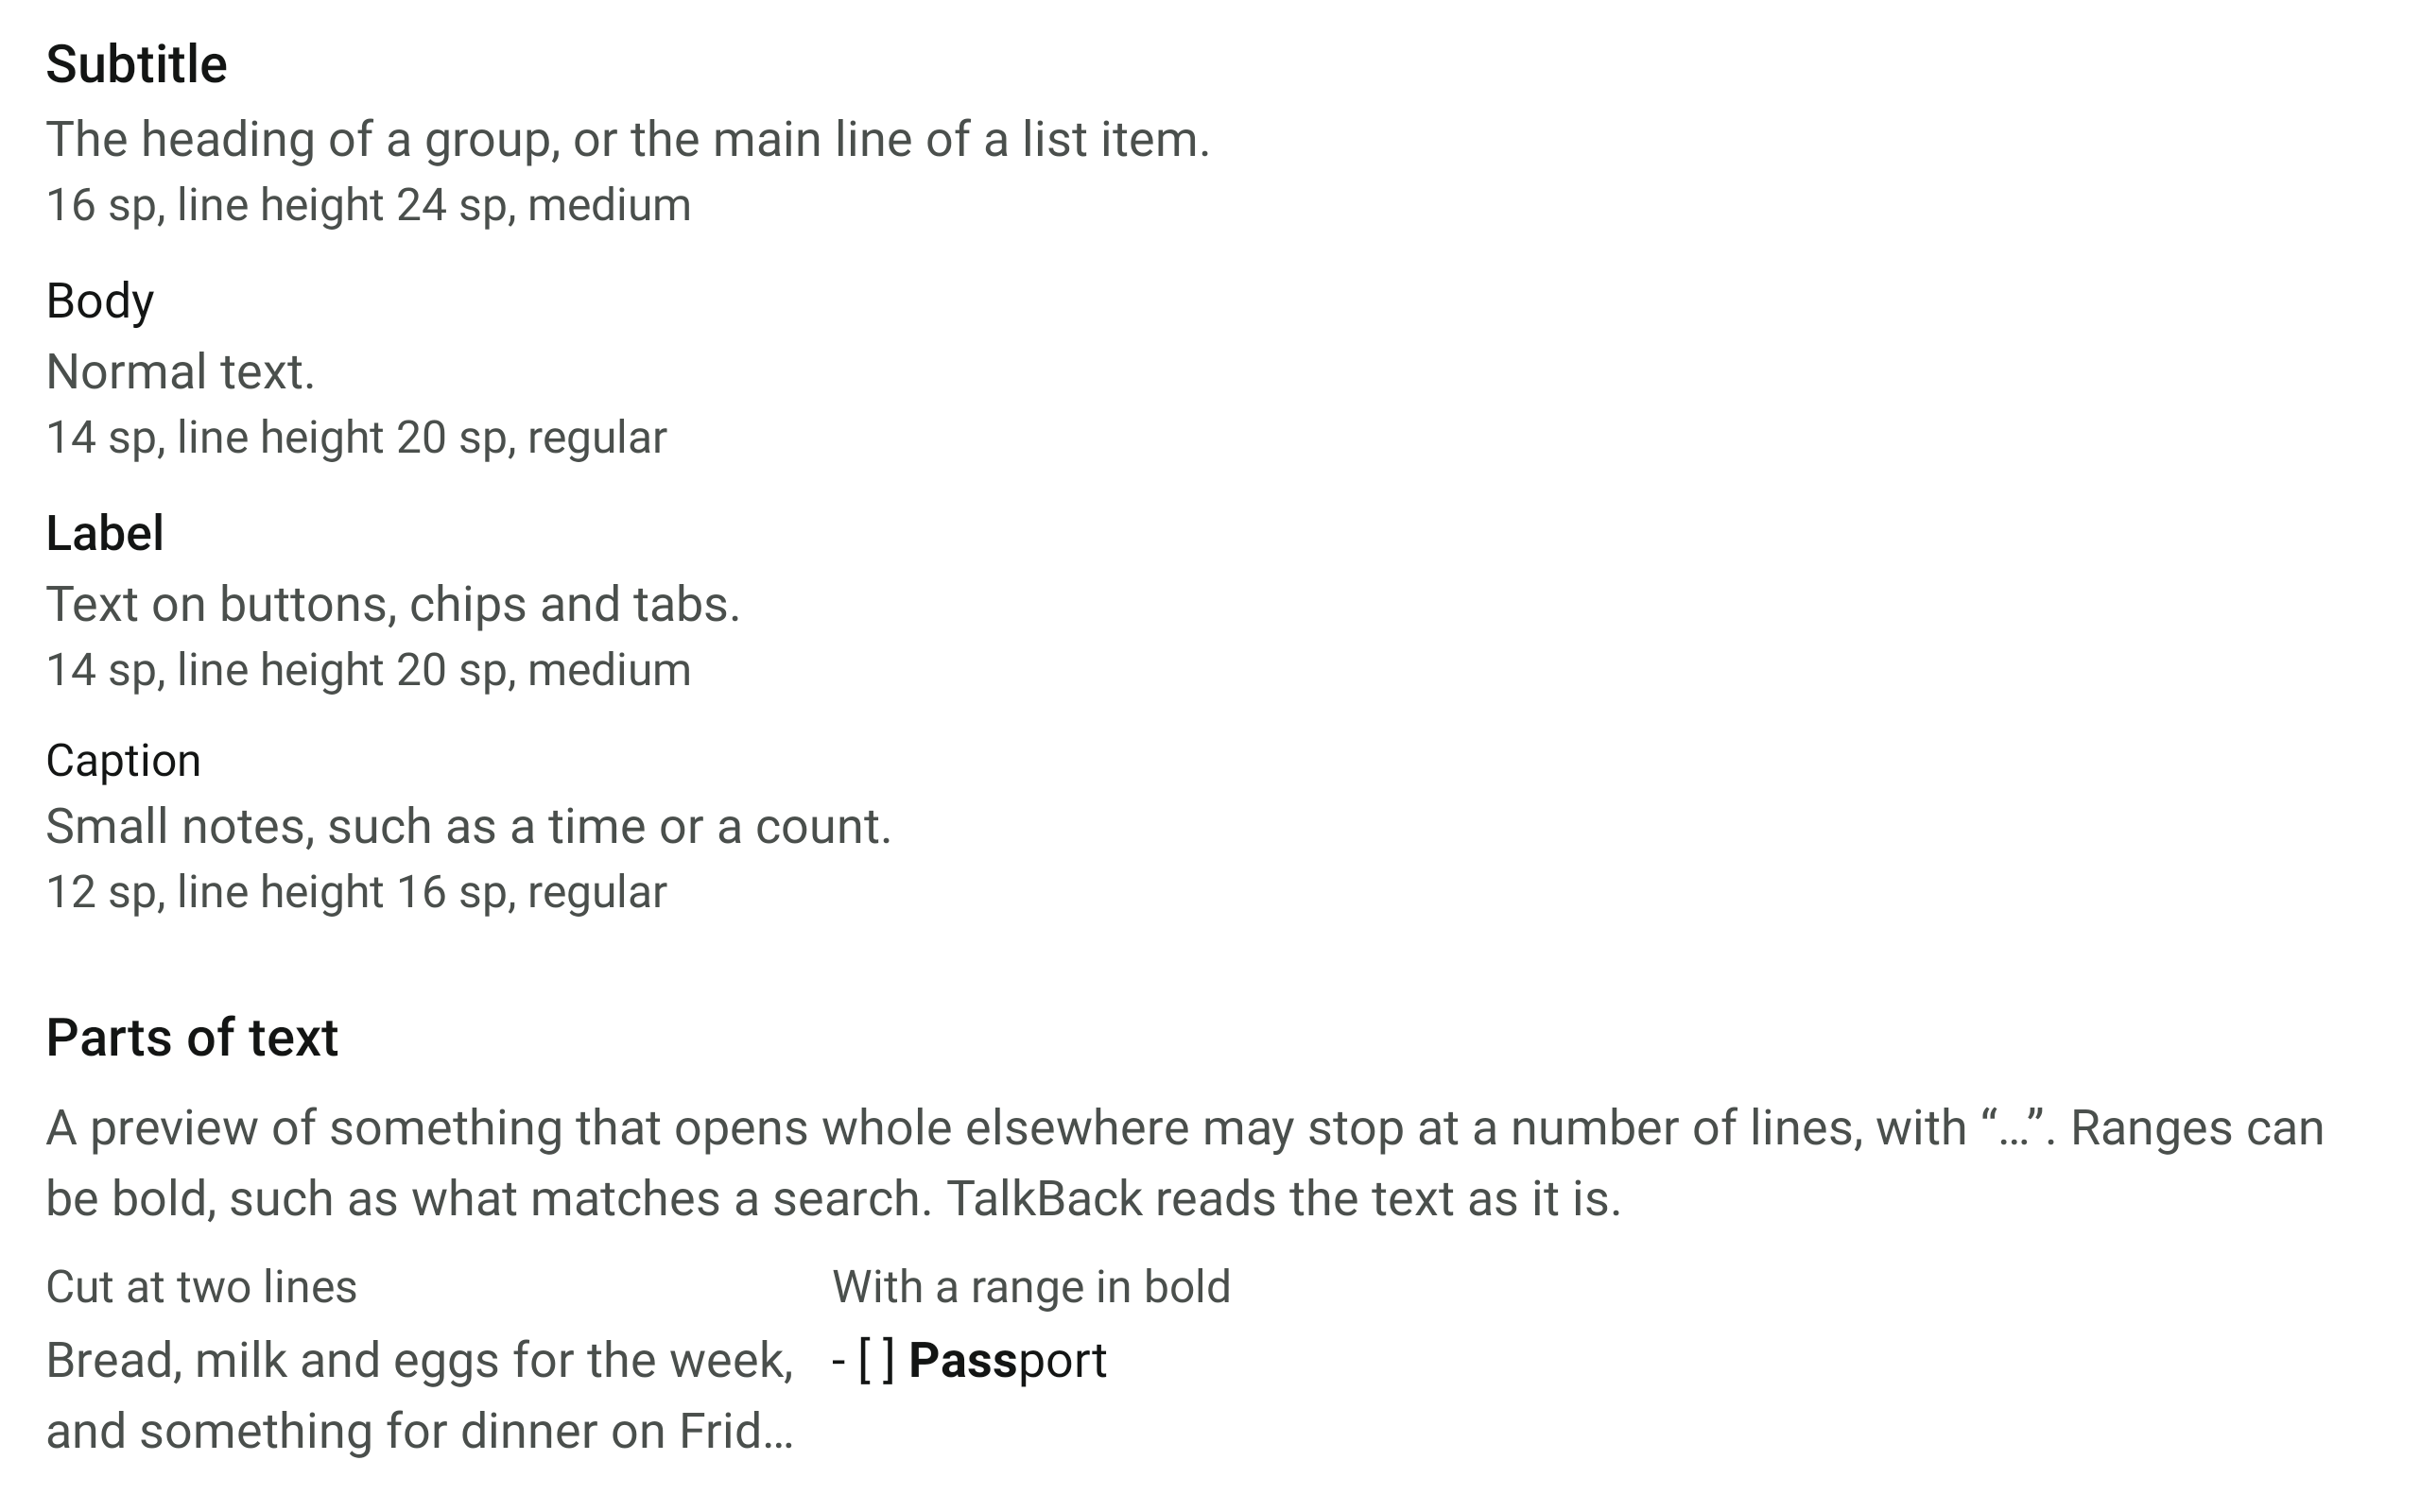 Subtitle
The heading of a group, or the main line of a list item.
16 sp, line height 24 sp, medium
Body
Normal text.
14 sp, line height 20 sp, regular
Label
Text on buttons, chips and tabs.
14 sp, line height 20 sp, medium
Caption
Small notes, such as a time or a count.
12 sp, line height 16 sp, regular
Parts of text
A preview of something that opens whole elsewhere may stop at a number of lines, with “…”. Ranges can
be bold, such as what matches a search. TalkBack reads the text as it is.
Cut at two lines
Bread, milk and eggs for the week,
and something for dinner on Frid…
With a range in bold
- [ ] Passport